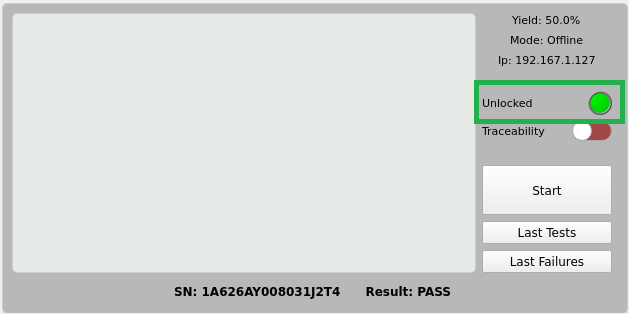 Yield: 50.0%
Mode: Offline
Ip: 192.167.1.127
Unlocked
Traceability
Start
Last Tests
Last Failures
SN: 1A626AY008031J2T4 Result: PASS